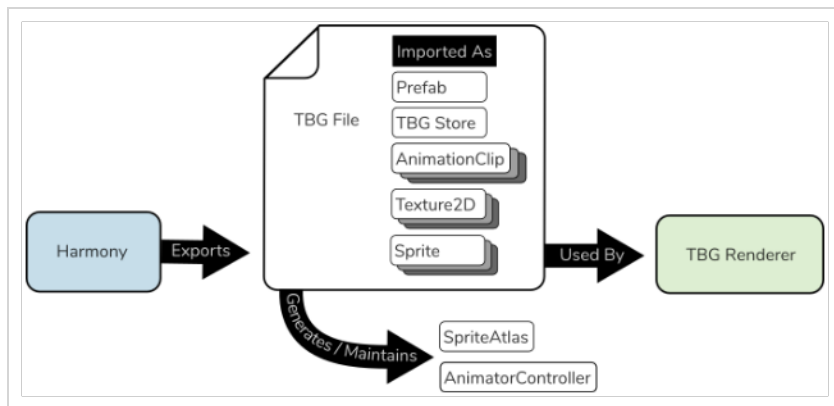 Imported As
Prefab
TBG File
TBG Store
AnimationClip
Texture2D
Harmony
Exports
Sprite
Used By
TBG Renderer
Generates / Maintains
SpriteAtlas
AnimatorController